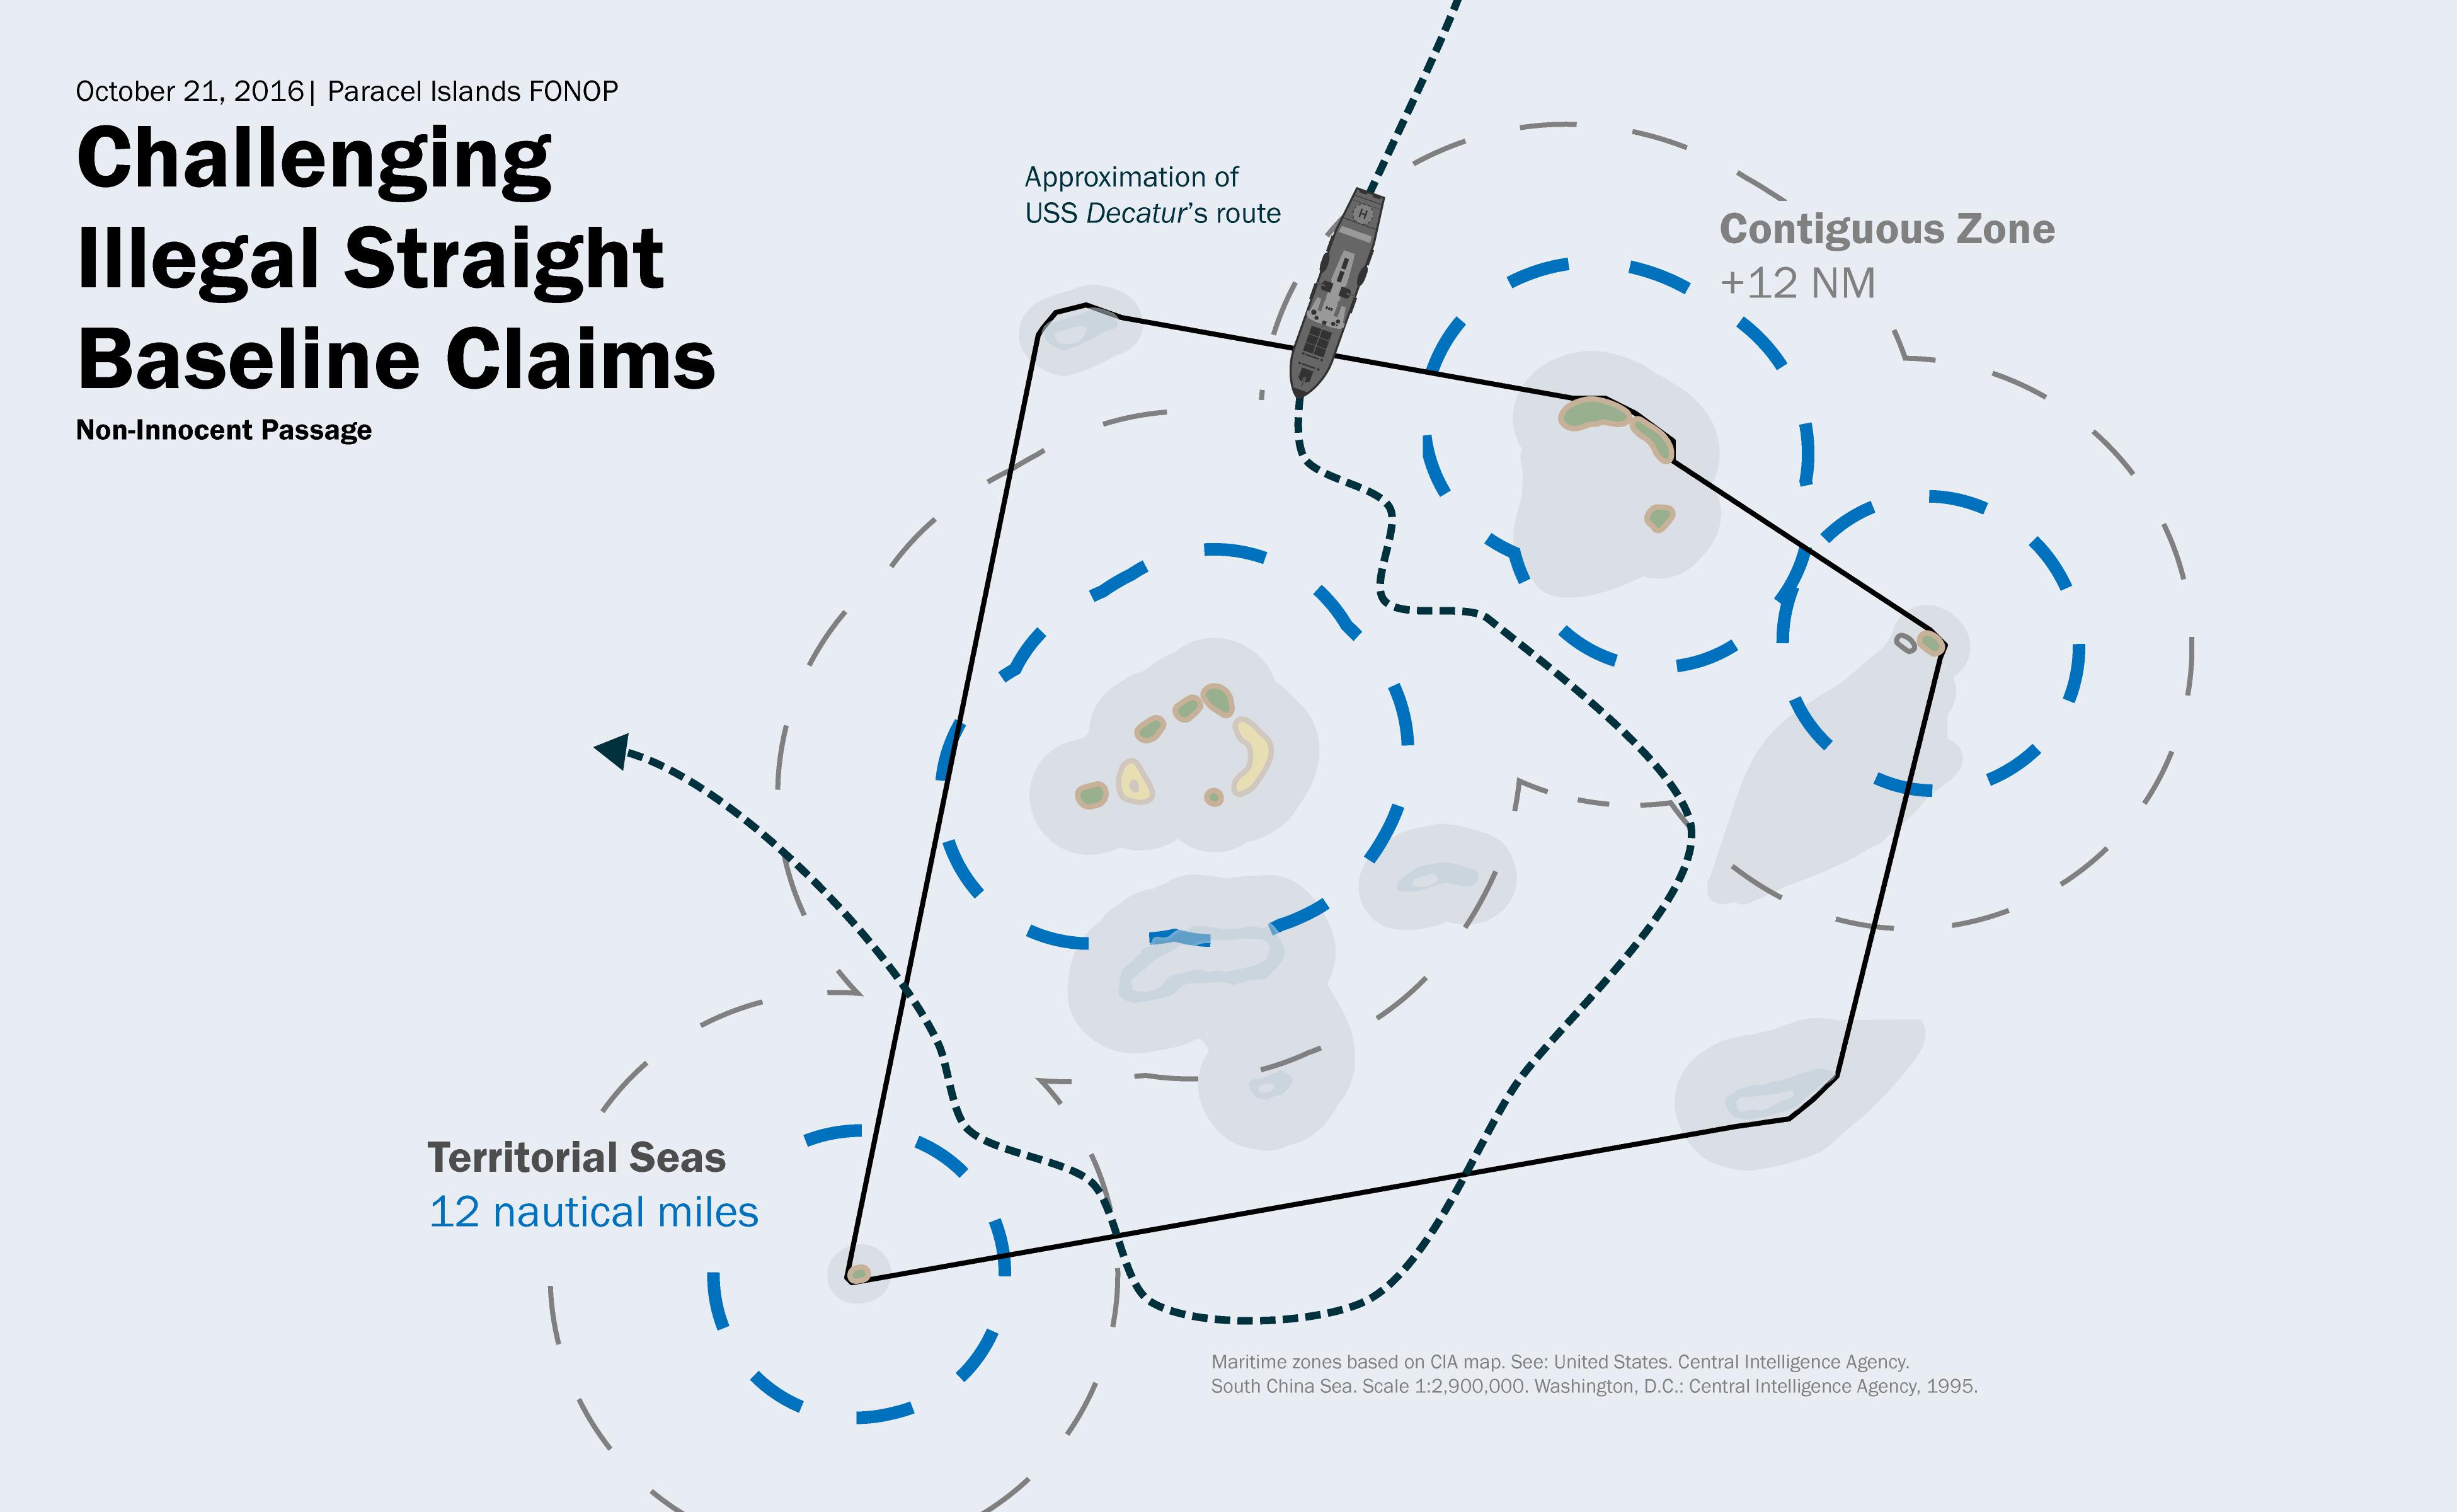 October 21, 2016| Paracel Islands FONOP
Challenging
Illegal Straight
Baseline Claims
Non-Innocent Passage
Approximation of
USS Decatur's route
H
Contiguous Zone
+12 NM
Territorial Seas
12 nautical miles
Maritime zones based on CIA map. See: United States. Central Intelligence Agency.
South China Sea. Scale 1:2,900,000. Washington, D.C.: Central Intelligence Agency, 1995.